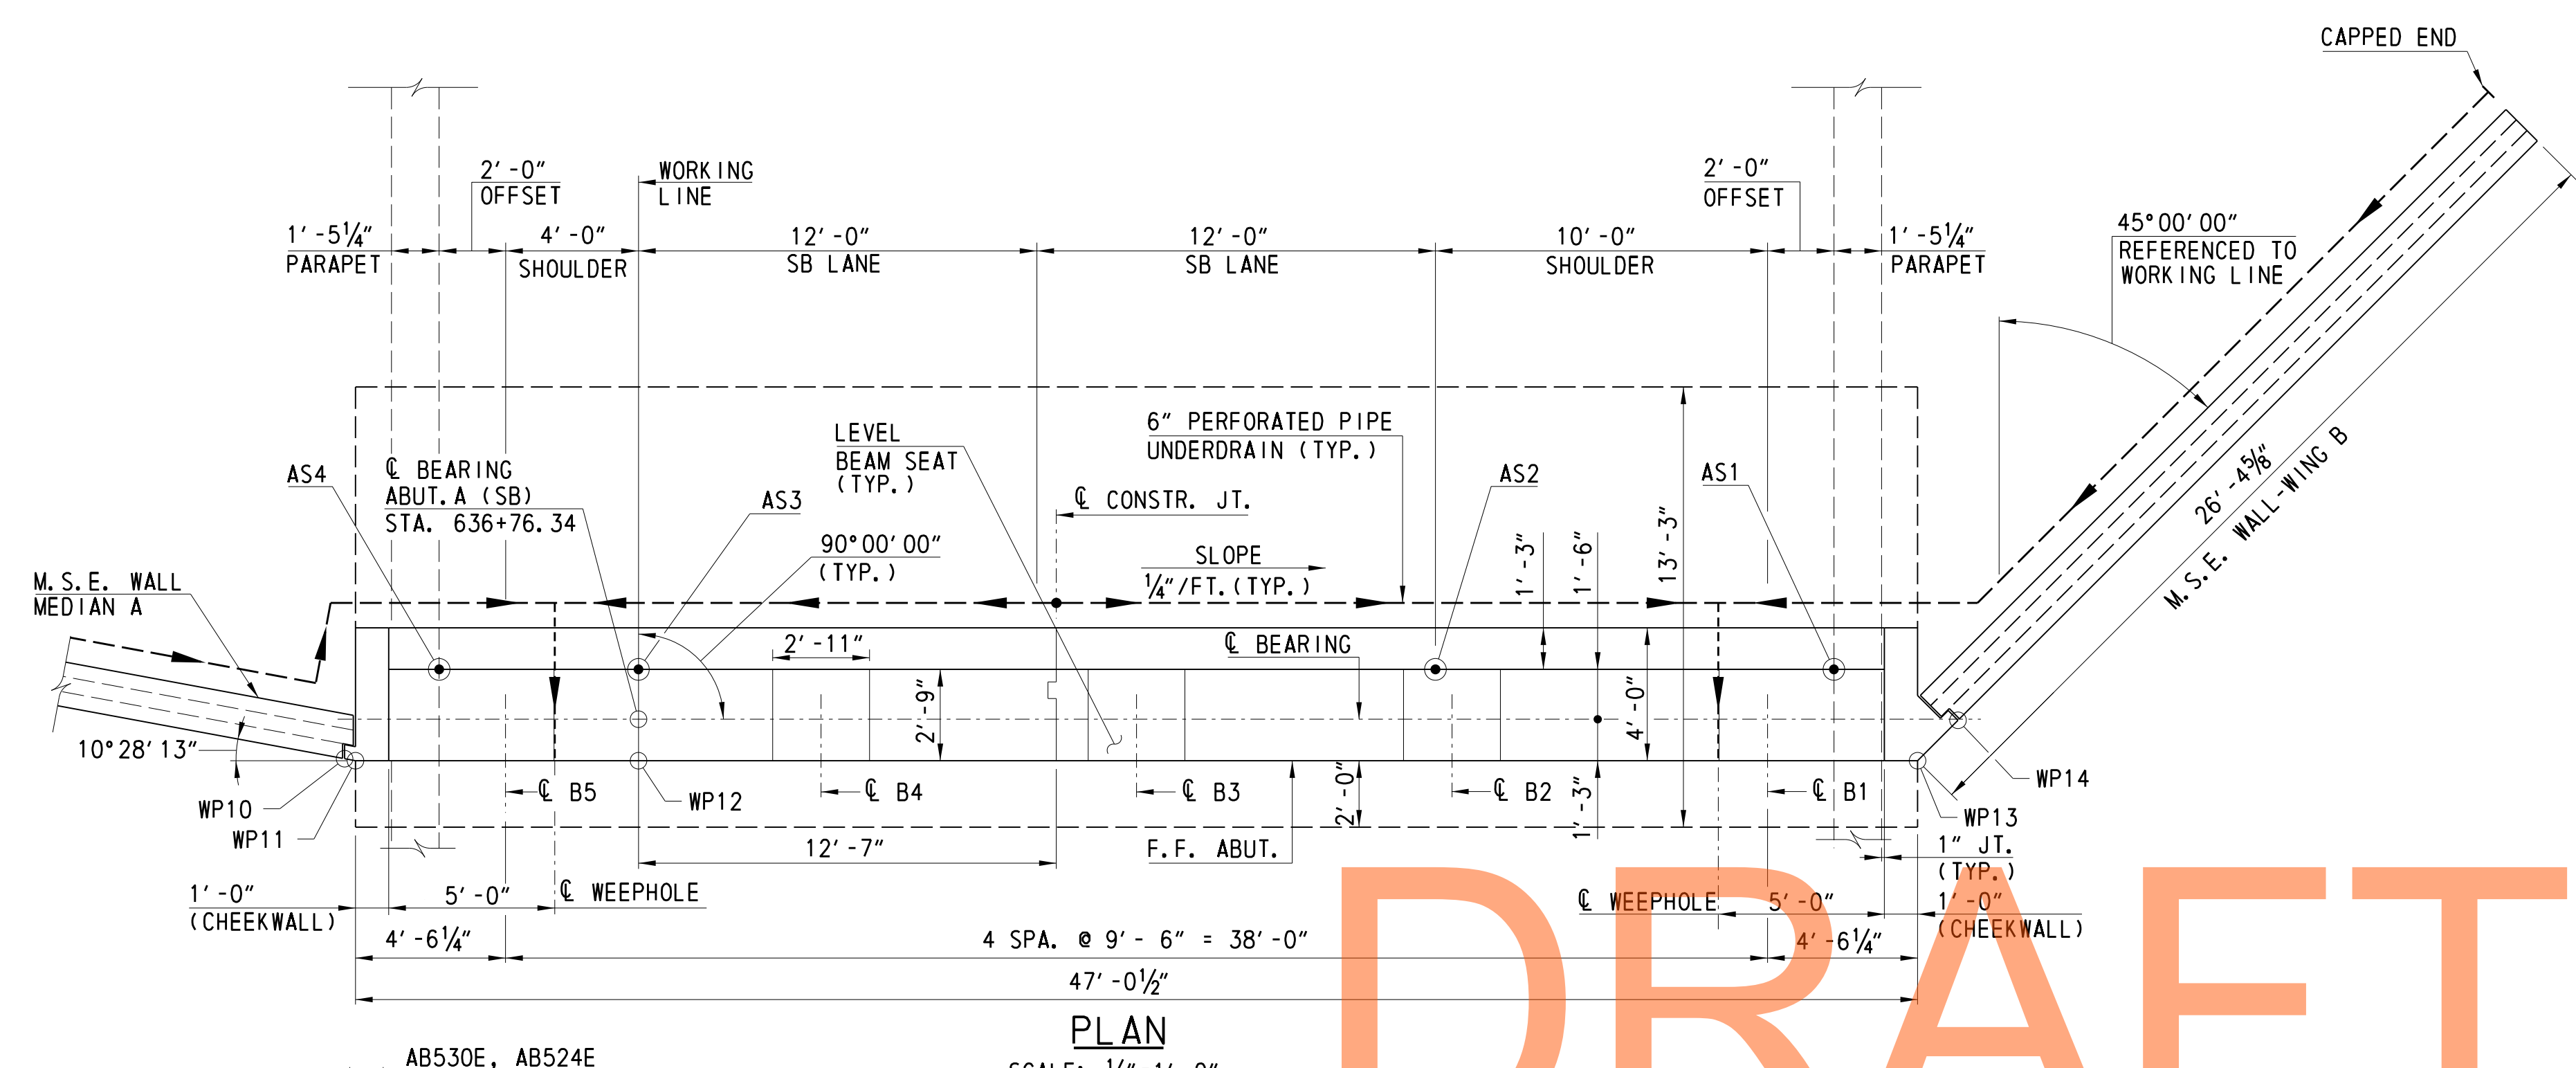 CAPPED END
2'-0"
OFFSET
WORKING
LINE
2'-0"
OFFSET
45°00'00"
REFERENCED TO
WORKING LINE
1'-5¼"
PARAPET
4'-0"
SHOULDER
12'-0"
SB LANE
12'-0"
SB LANE
10'-0"
SHOULDER
1'-5¼"
PARAPET
AS4
℄ BEARING
ABUT. A (SB)
STA. 636+76.34
LEVEL
BEAM SEAT
(TYP.)
6" PERFORATED PIPE
UNDERDRAIN (TYP.)
AS3
℄ CONSTR. JT.
AS2
AS1
26'-4⅝"
M.S.E. WALL-WING B
90°00'00"
(TYP.)
SLOPE
¼"/FT. (TYP.)
1'-3"
1'-6"
13'-3"
M.S.E. WALL
MEDIAN A
2'-11"
℄ BEARING
2'-9"
4'-0"
10°28'13"
WP10
WP11
℄ B5
WP12
℄ B4
℄ B3
℄ B2
℄ B1
WP14
WP13
2'-0"
1'-3"
12'-7"
F.F. ABUT.
1" JT.
(TYP.)
1'-0"
(CHEEKWALL)
5'-0"
℄ WEEPHOLE
℄ WEEPHOLE
5'-0"
1'-0"
(CHEEKWALL)
4'-6¼"
4 SPA. @ 9'- 6" = 38'-0"
4'-6¼"
47'-0½"
PLAN
AB530E, AB524E
DRAFT